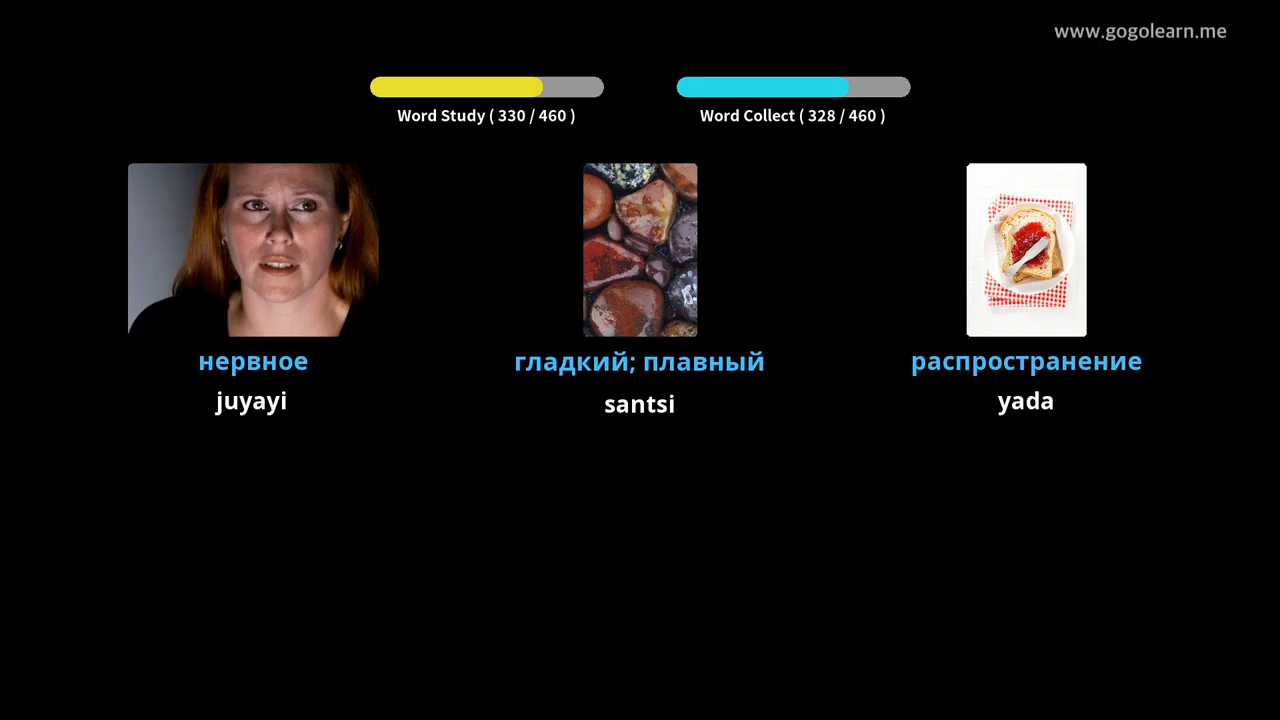 www.gogolearn.me
Word Study ( 330 / 460 )
Word Collect ( 328 / 460 )
нервное
гладкий; плавный
распространение
juyayi
santsi
yada